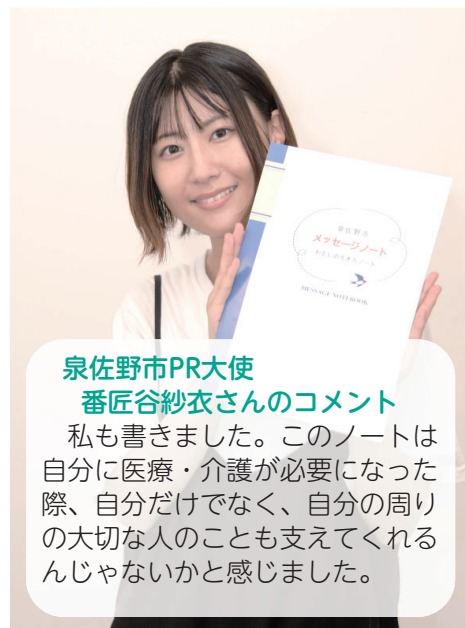 泉佐野市
メッセージノート
わたしの生き方ノート
MESSAGE NOTEBOOK
泉佐野市PR大使
番匠谷紗衣さんのコメント
私も書きました。このノートは
自分に医療・介護が必要になった
際、自分だけでなく、自分の周り
の大切な人のことも支えてくれる
んじゃないかと感じました。